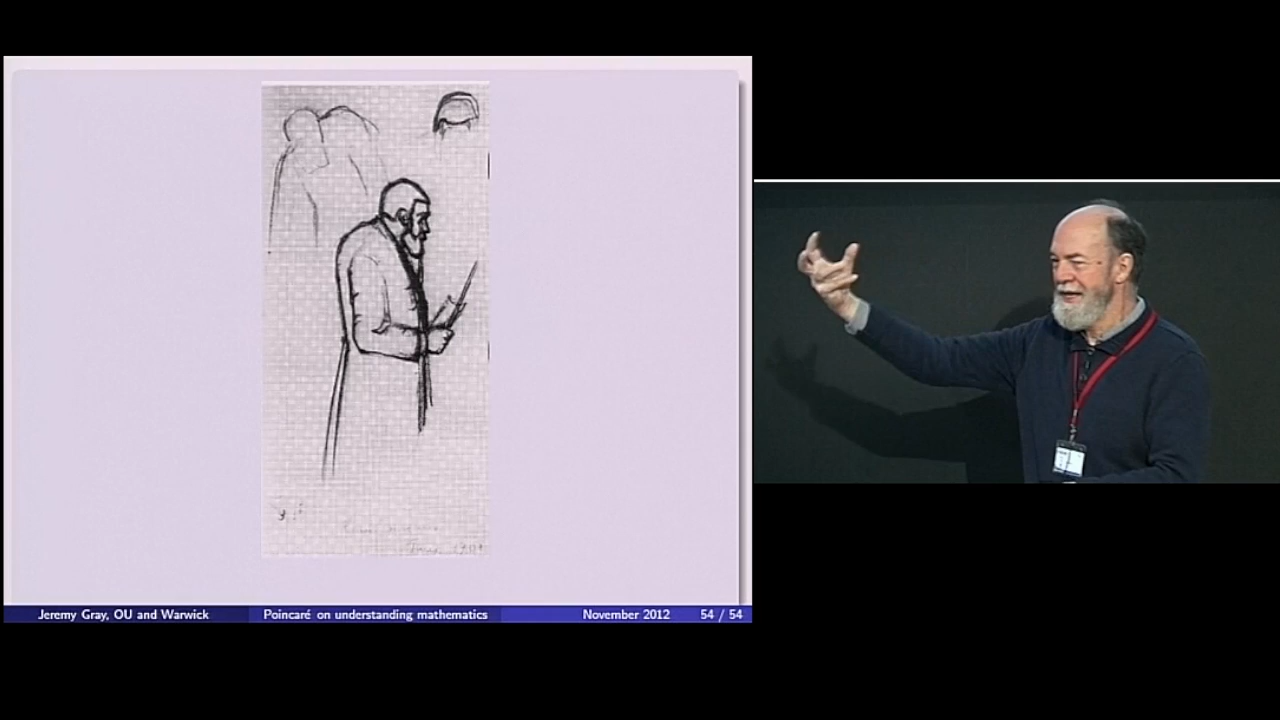 Jeremy Gray, OU and Warwick
Poincaré on understanding mathematics
November 2012
54 / 54